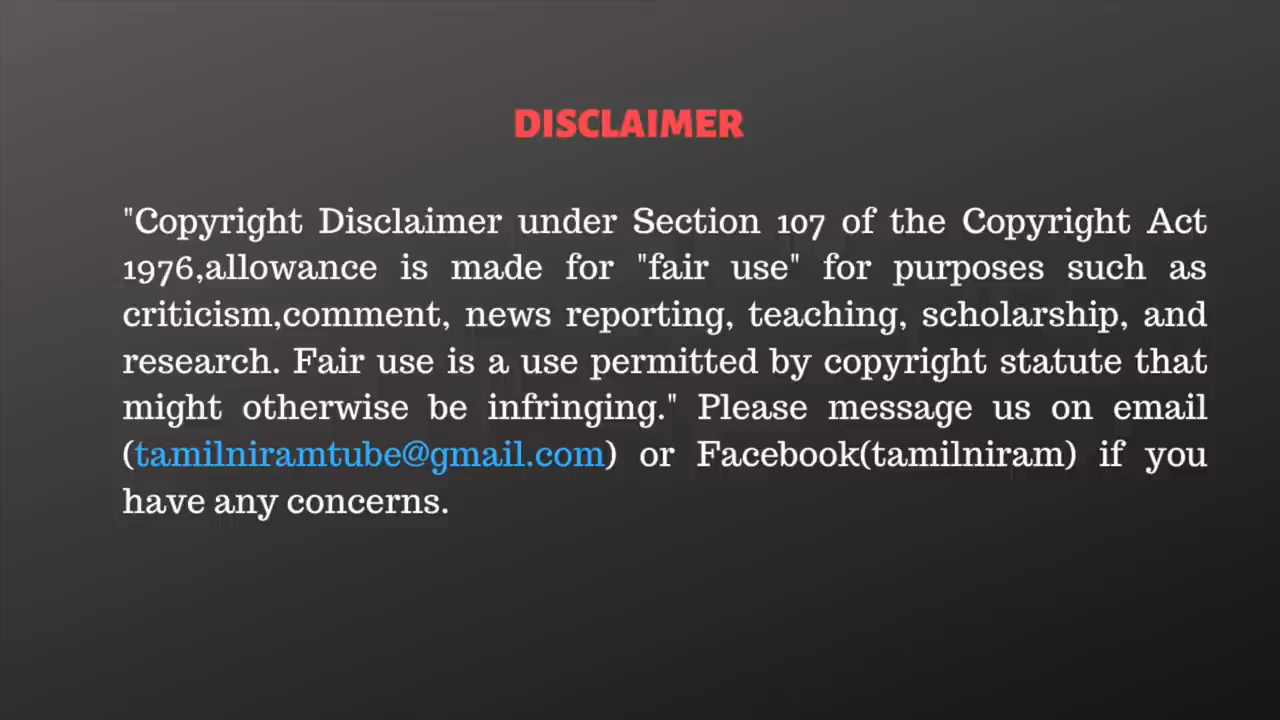 DISCLAIMER
"Copyright Disclaimer under Section 107 of the Copyright Act
1976,allowance is made for "fair use" for purposes such as
criticism,comment, news reporting, teaching, scholarship, and
research. Fair use is a use permitted by copyright statute that
might otherwise be infringing." Please message us on email
(tamilniramtube@gmail.com) or Facebook(tamilniram) if you
have any concerns.